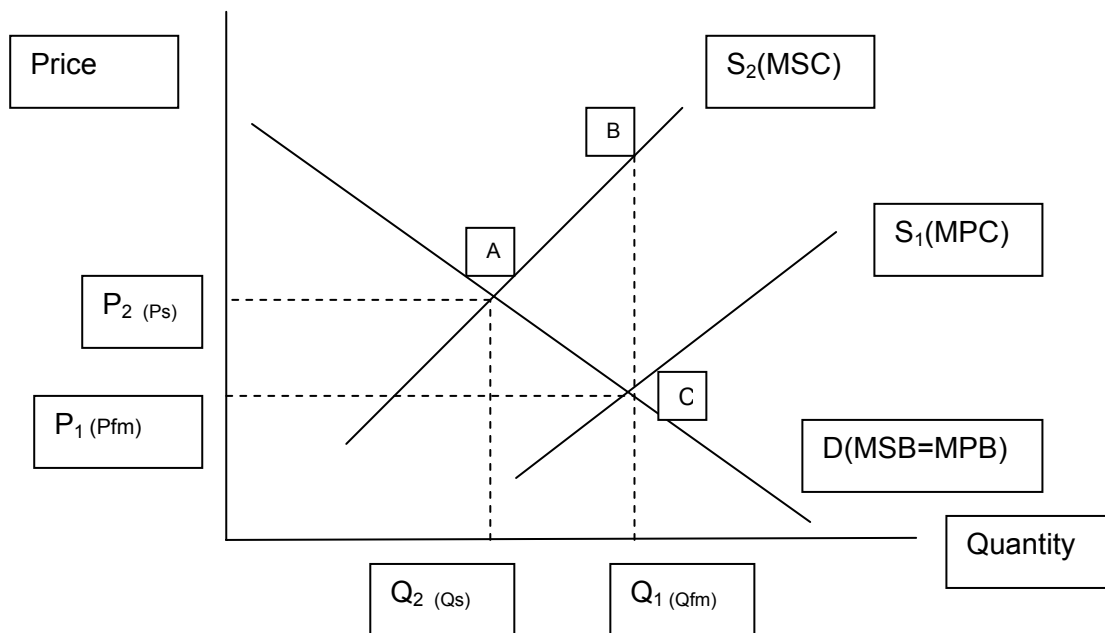 Price
S₂(MSC)
B
A
S₁(MPC)
P₂ (Ps)
C
P₁ (Pfm)
D(MSB=MPB)
Quantity
Q₂ (Qs)
Q₁ (Qfm)